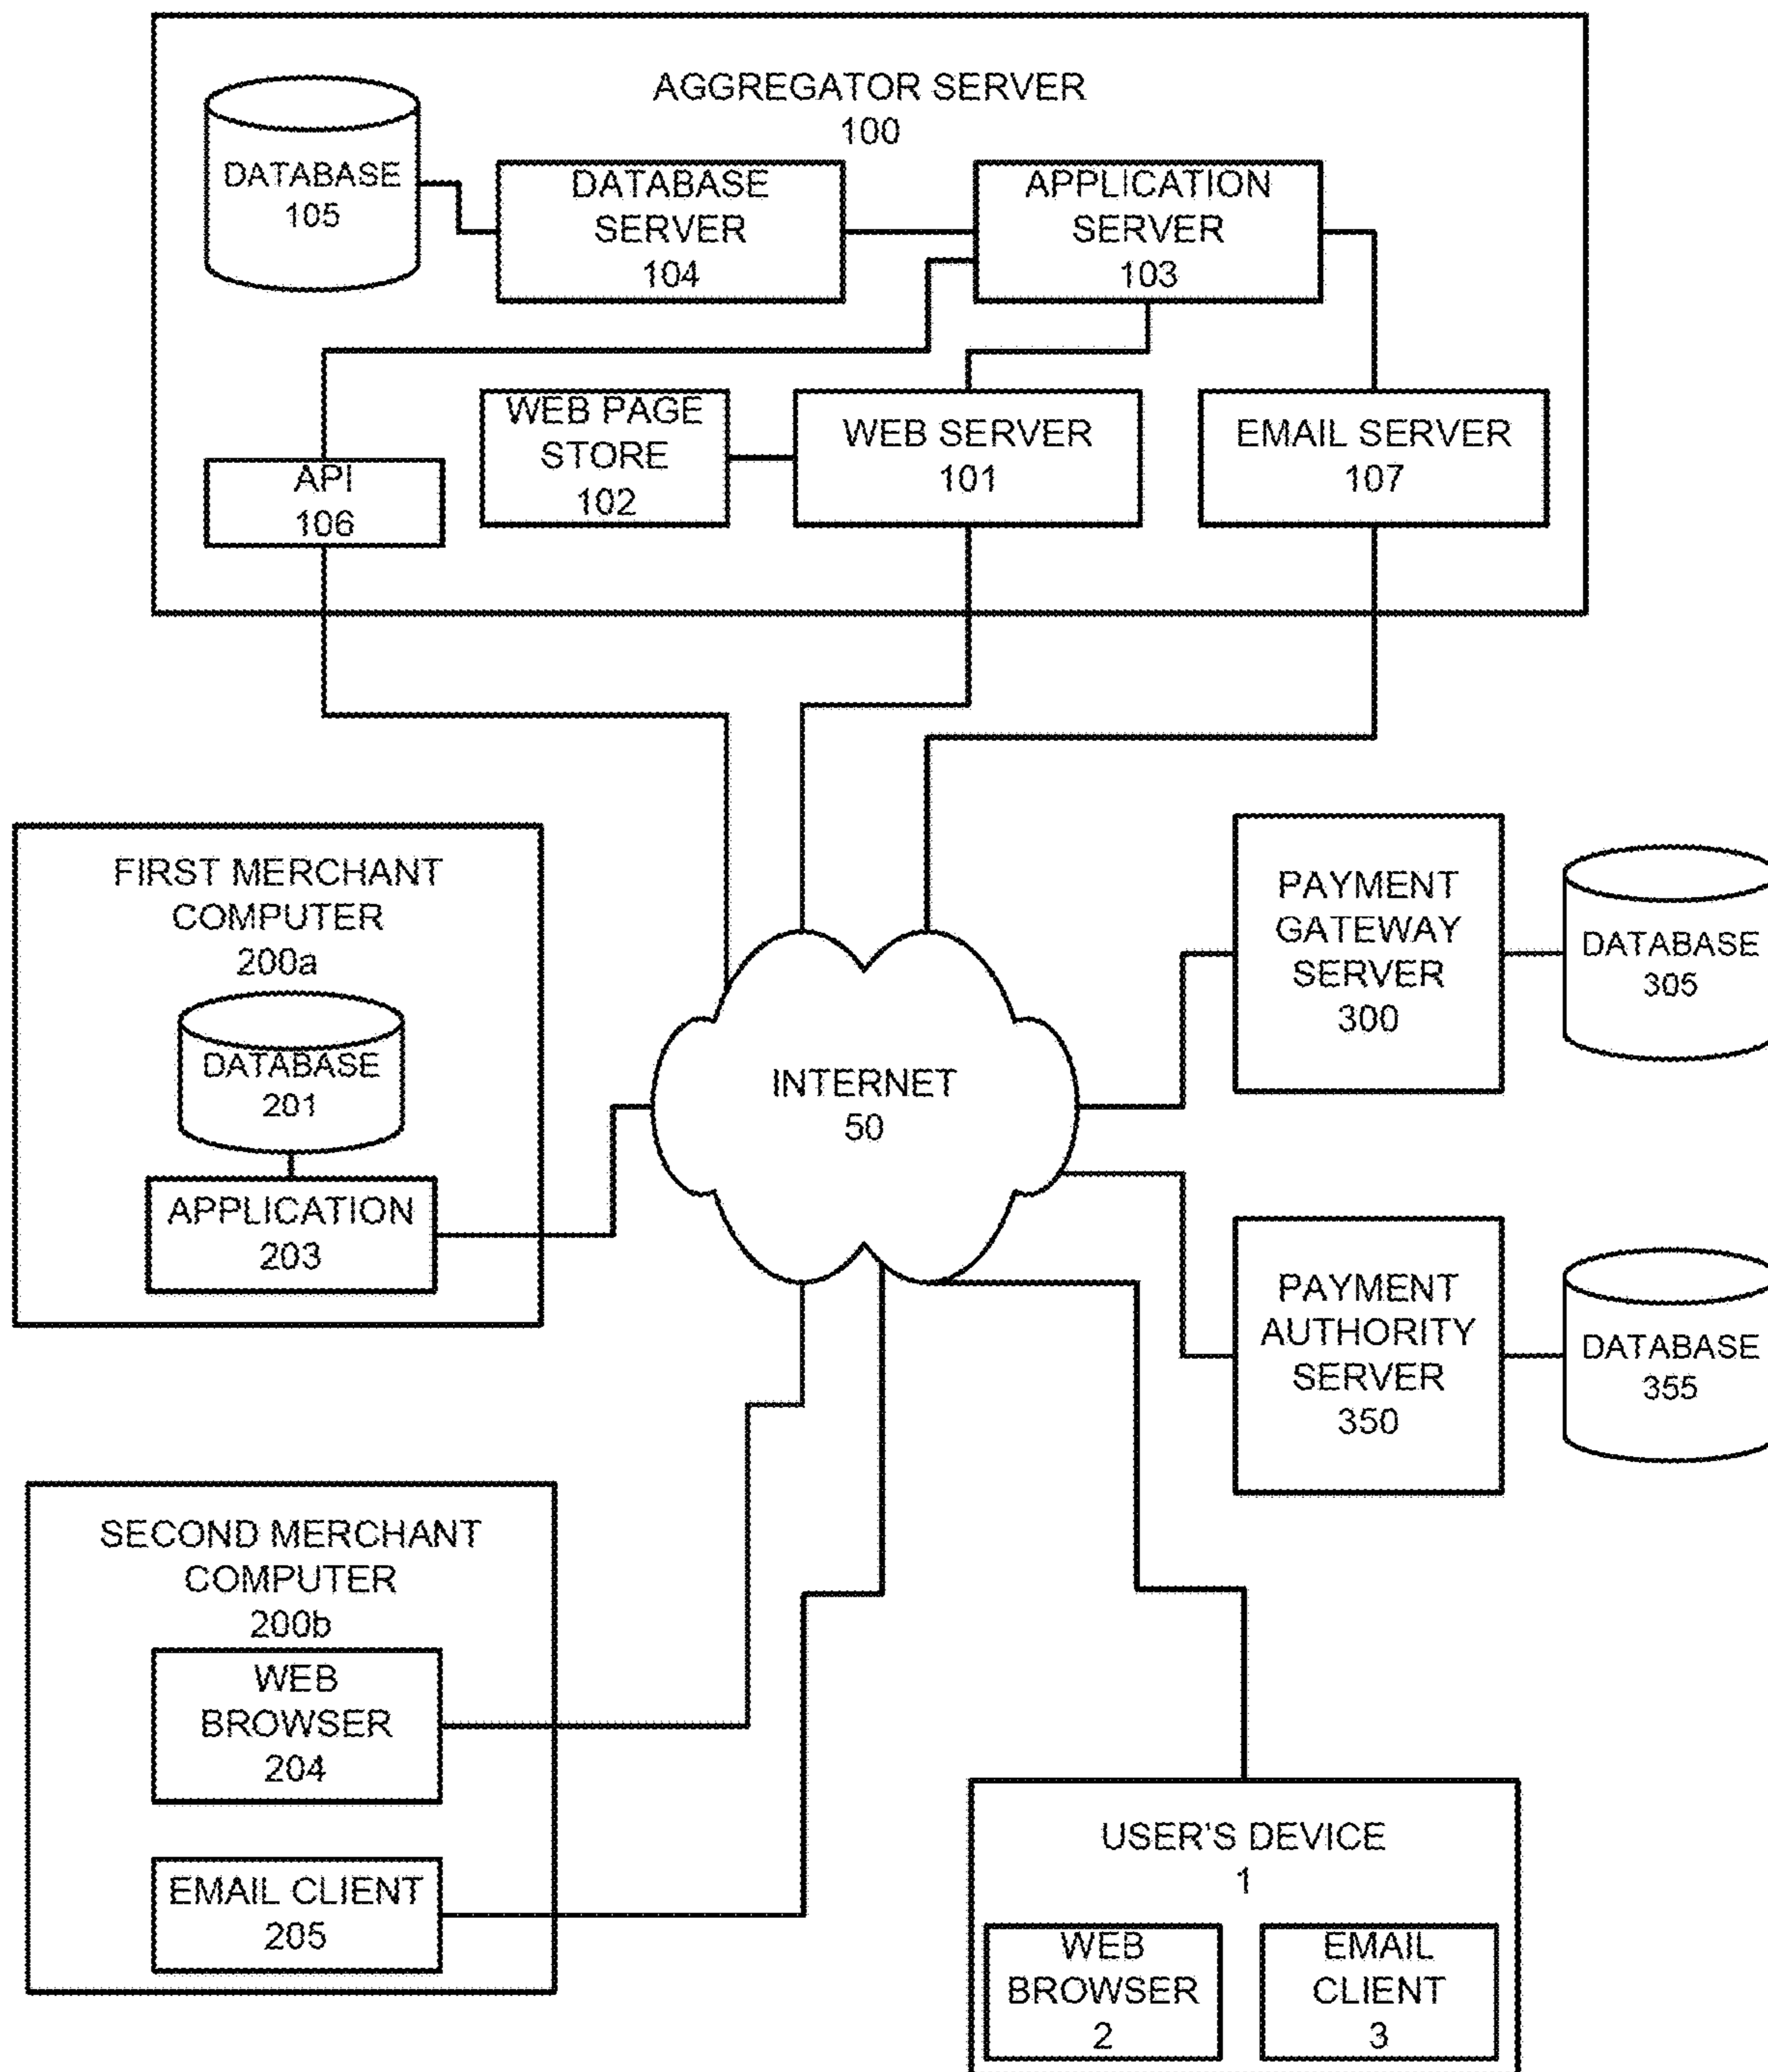 AGGREGATOR SERVER
100
DATABASE
105
DATABASE
SERVER
104
APPLICATION
SERVER
103
API
106
WEB PAGE
STORE
102
WEB SERVER
101
EMAIL SERVER
107
FIRST MERCHANT
COMPUTER
200a
DATABASE
201
APPLICATION
203
INTERNET
50
PAYMENT
GATEWAY
SERVER
300
DATABASE
305
PAYMENT
AUTHORITY
SERVER
350
DATABASE
355
SECOND MERCHANT
COMPUTER
200b
WEB
BROWSER
204
EMAIL CLIENT
205
USER'S DEVICE
1
WEB
BROWSER
2
EMAIL
CLIENT
3